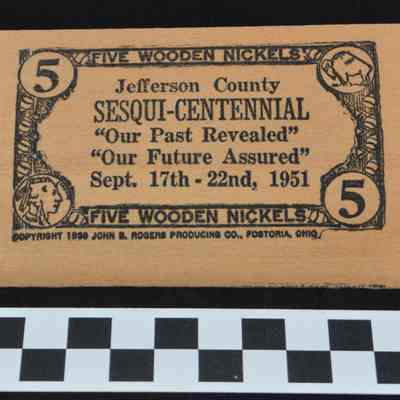 5 FIVE WOODEN NICKELS
Jefferson County
SESQUI-CENTENNIAL
"Our Past Revealed"
"Our Future Assured"
Sept. 17th - 22nd, 1951
FIVE WOODEN NICKELS 5
COPYRIGHT 1938 JOHN B. ROGERS PRODUCING CO., FOSTORIA, OHIO